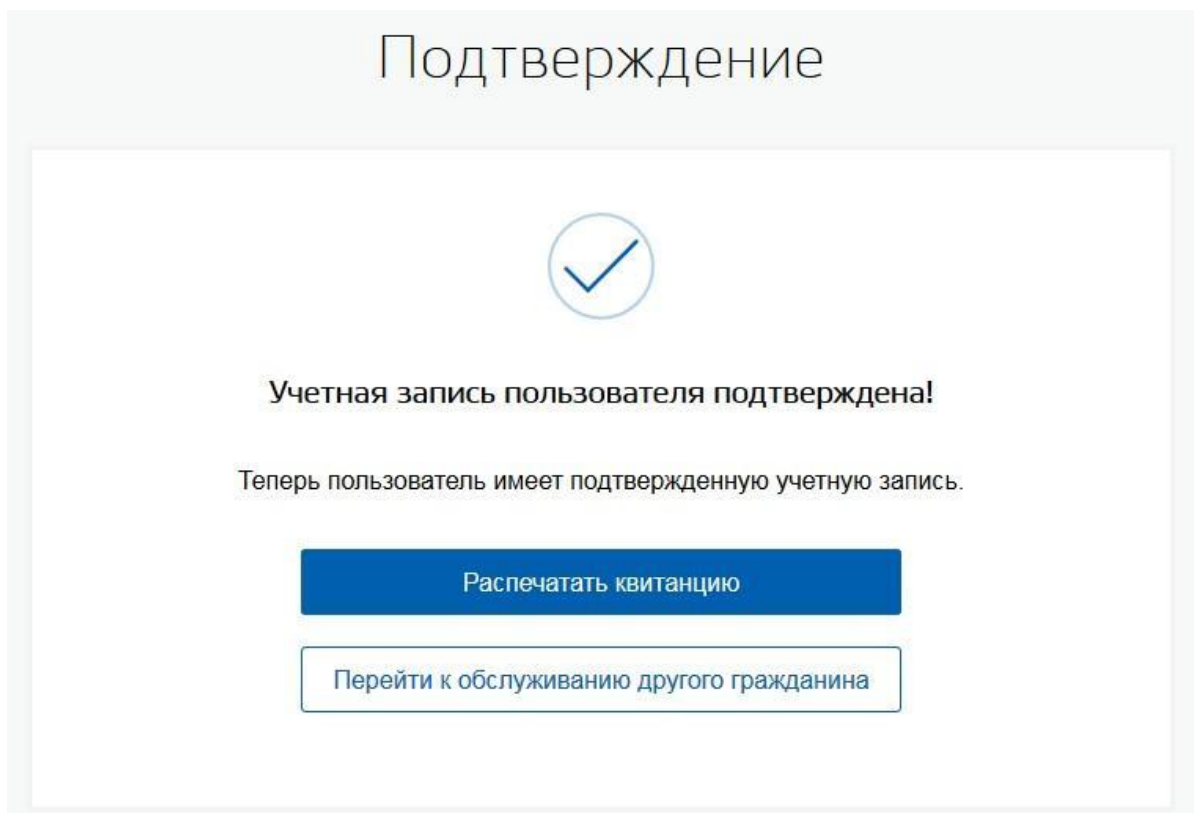 Подтверждение
Учетная запись пользователя подтверждена!
Теперь пользователь имеет подтвержденную учетную запись.
Распечатать квитанцию
Перейти к обслуживанию другого гражданина